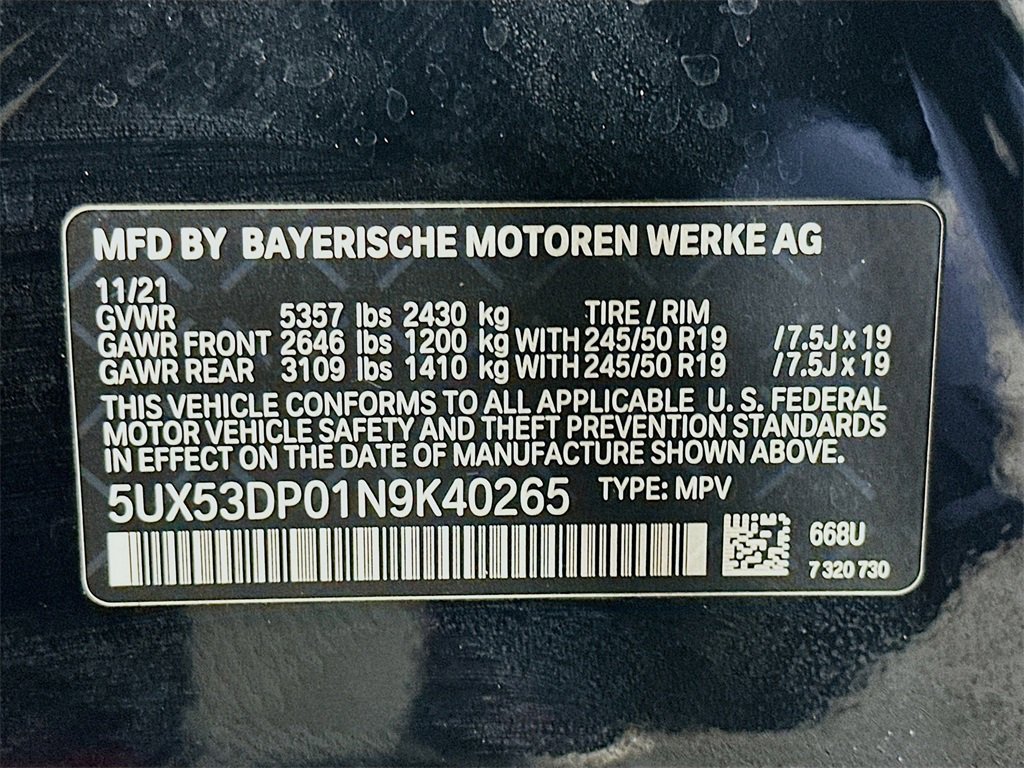 MFD BY BAYERISCHE MOTOREN WERKE AG
11/21
GVWR 5357 lbs 2430 kg TIRE / RIM
GAWR FRONT 2646 lbs 1200 kg WITH 245/50 R19 /7.5J x 19
GAWR REAR 3109 lbs 1410 kg WITH 245/50 R19 /7.5J x 19
THIS VEHICLE CONFORMS TO ALL APPLICABLE U. S. FEDERAL
MOTOR VEHICLE SAFETY AND THEFT PREVENTION STANDARDS
IN EFFECT ON THE DATE OF MANUFACTURE SHOWN ABOVE.
5UX53DP01N9K40265 TYPE: MPV
668U
7 320 730